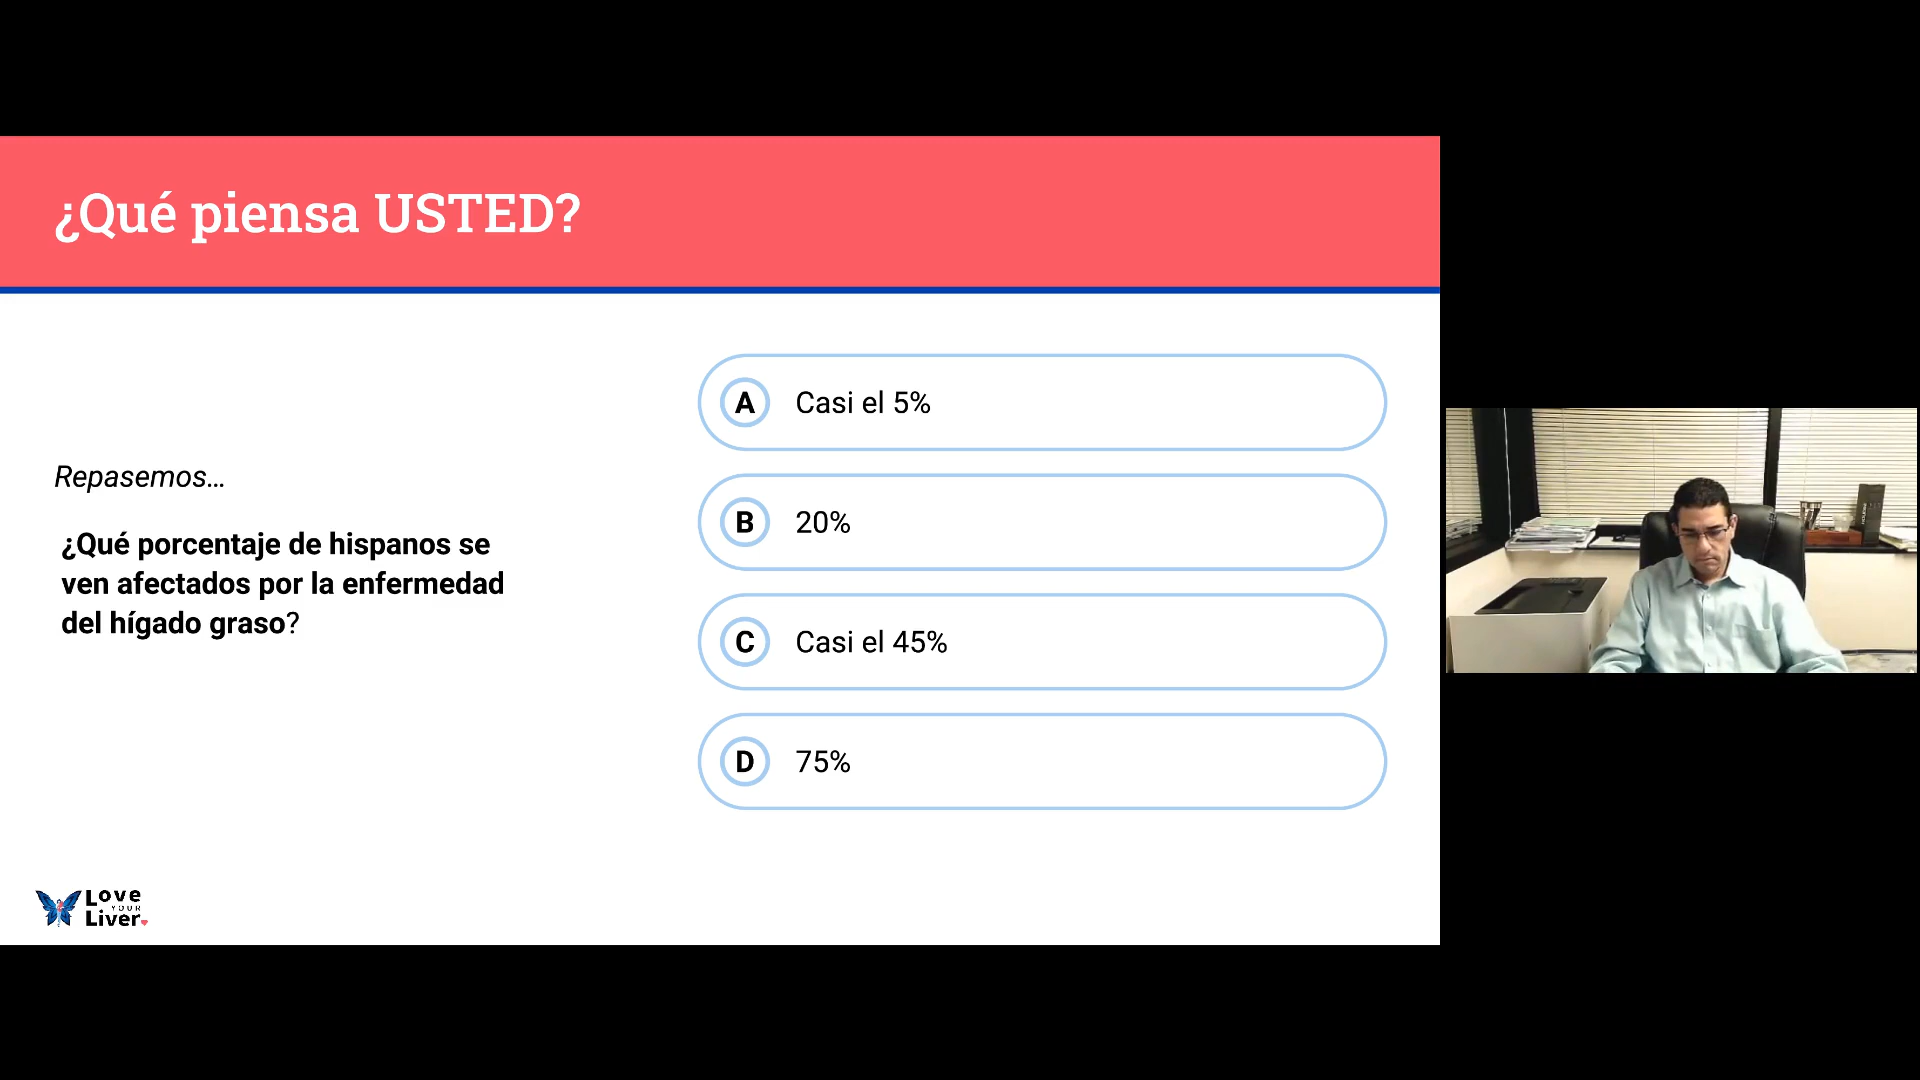 ¿Qué piensa USTED?
Repasemos...
¿Qué porcentaje de hispanos se
ven afectados por la enfermedad
del hígado graso?
A Casi el 5%
B 20%
C Casi el 45%
D 75%
Love
YOUR
Liver